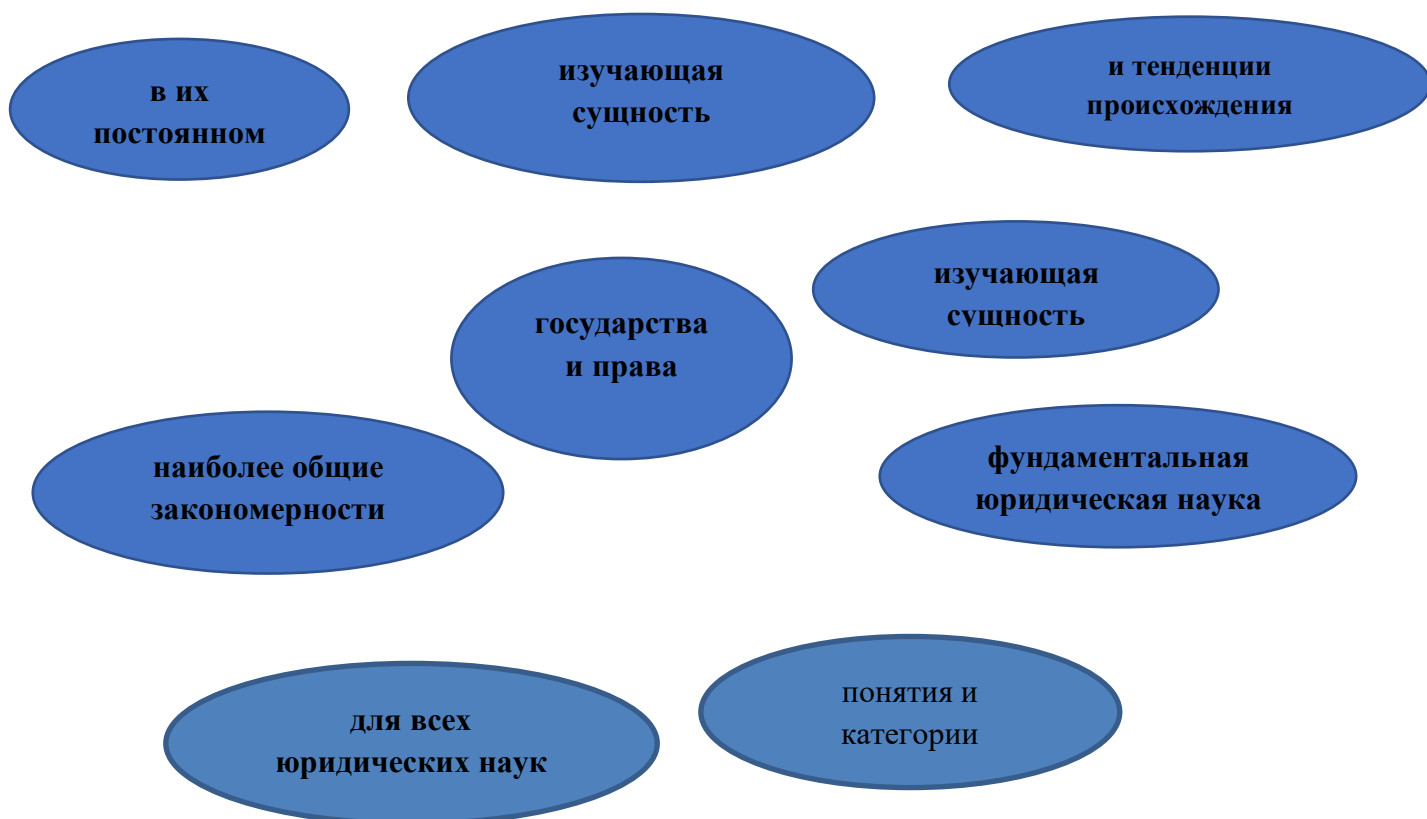 в их
постоянном
изучающая
сущность
и тенденции
происхождения
государства
и права
изучающая
сущность
наиболее общие
закономерности
фундаментальная
юридическая наука
для всех
юридических наук
понятия и
категории